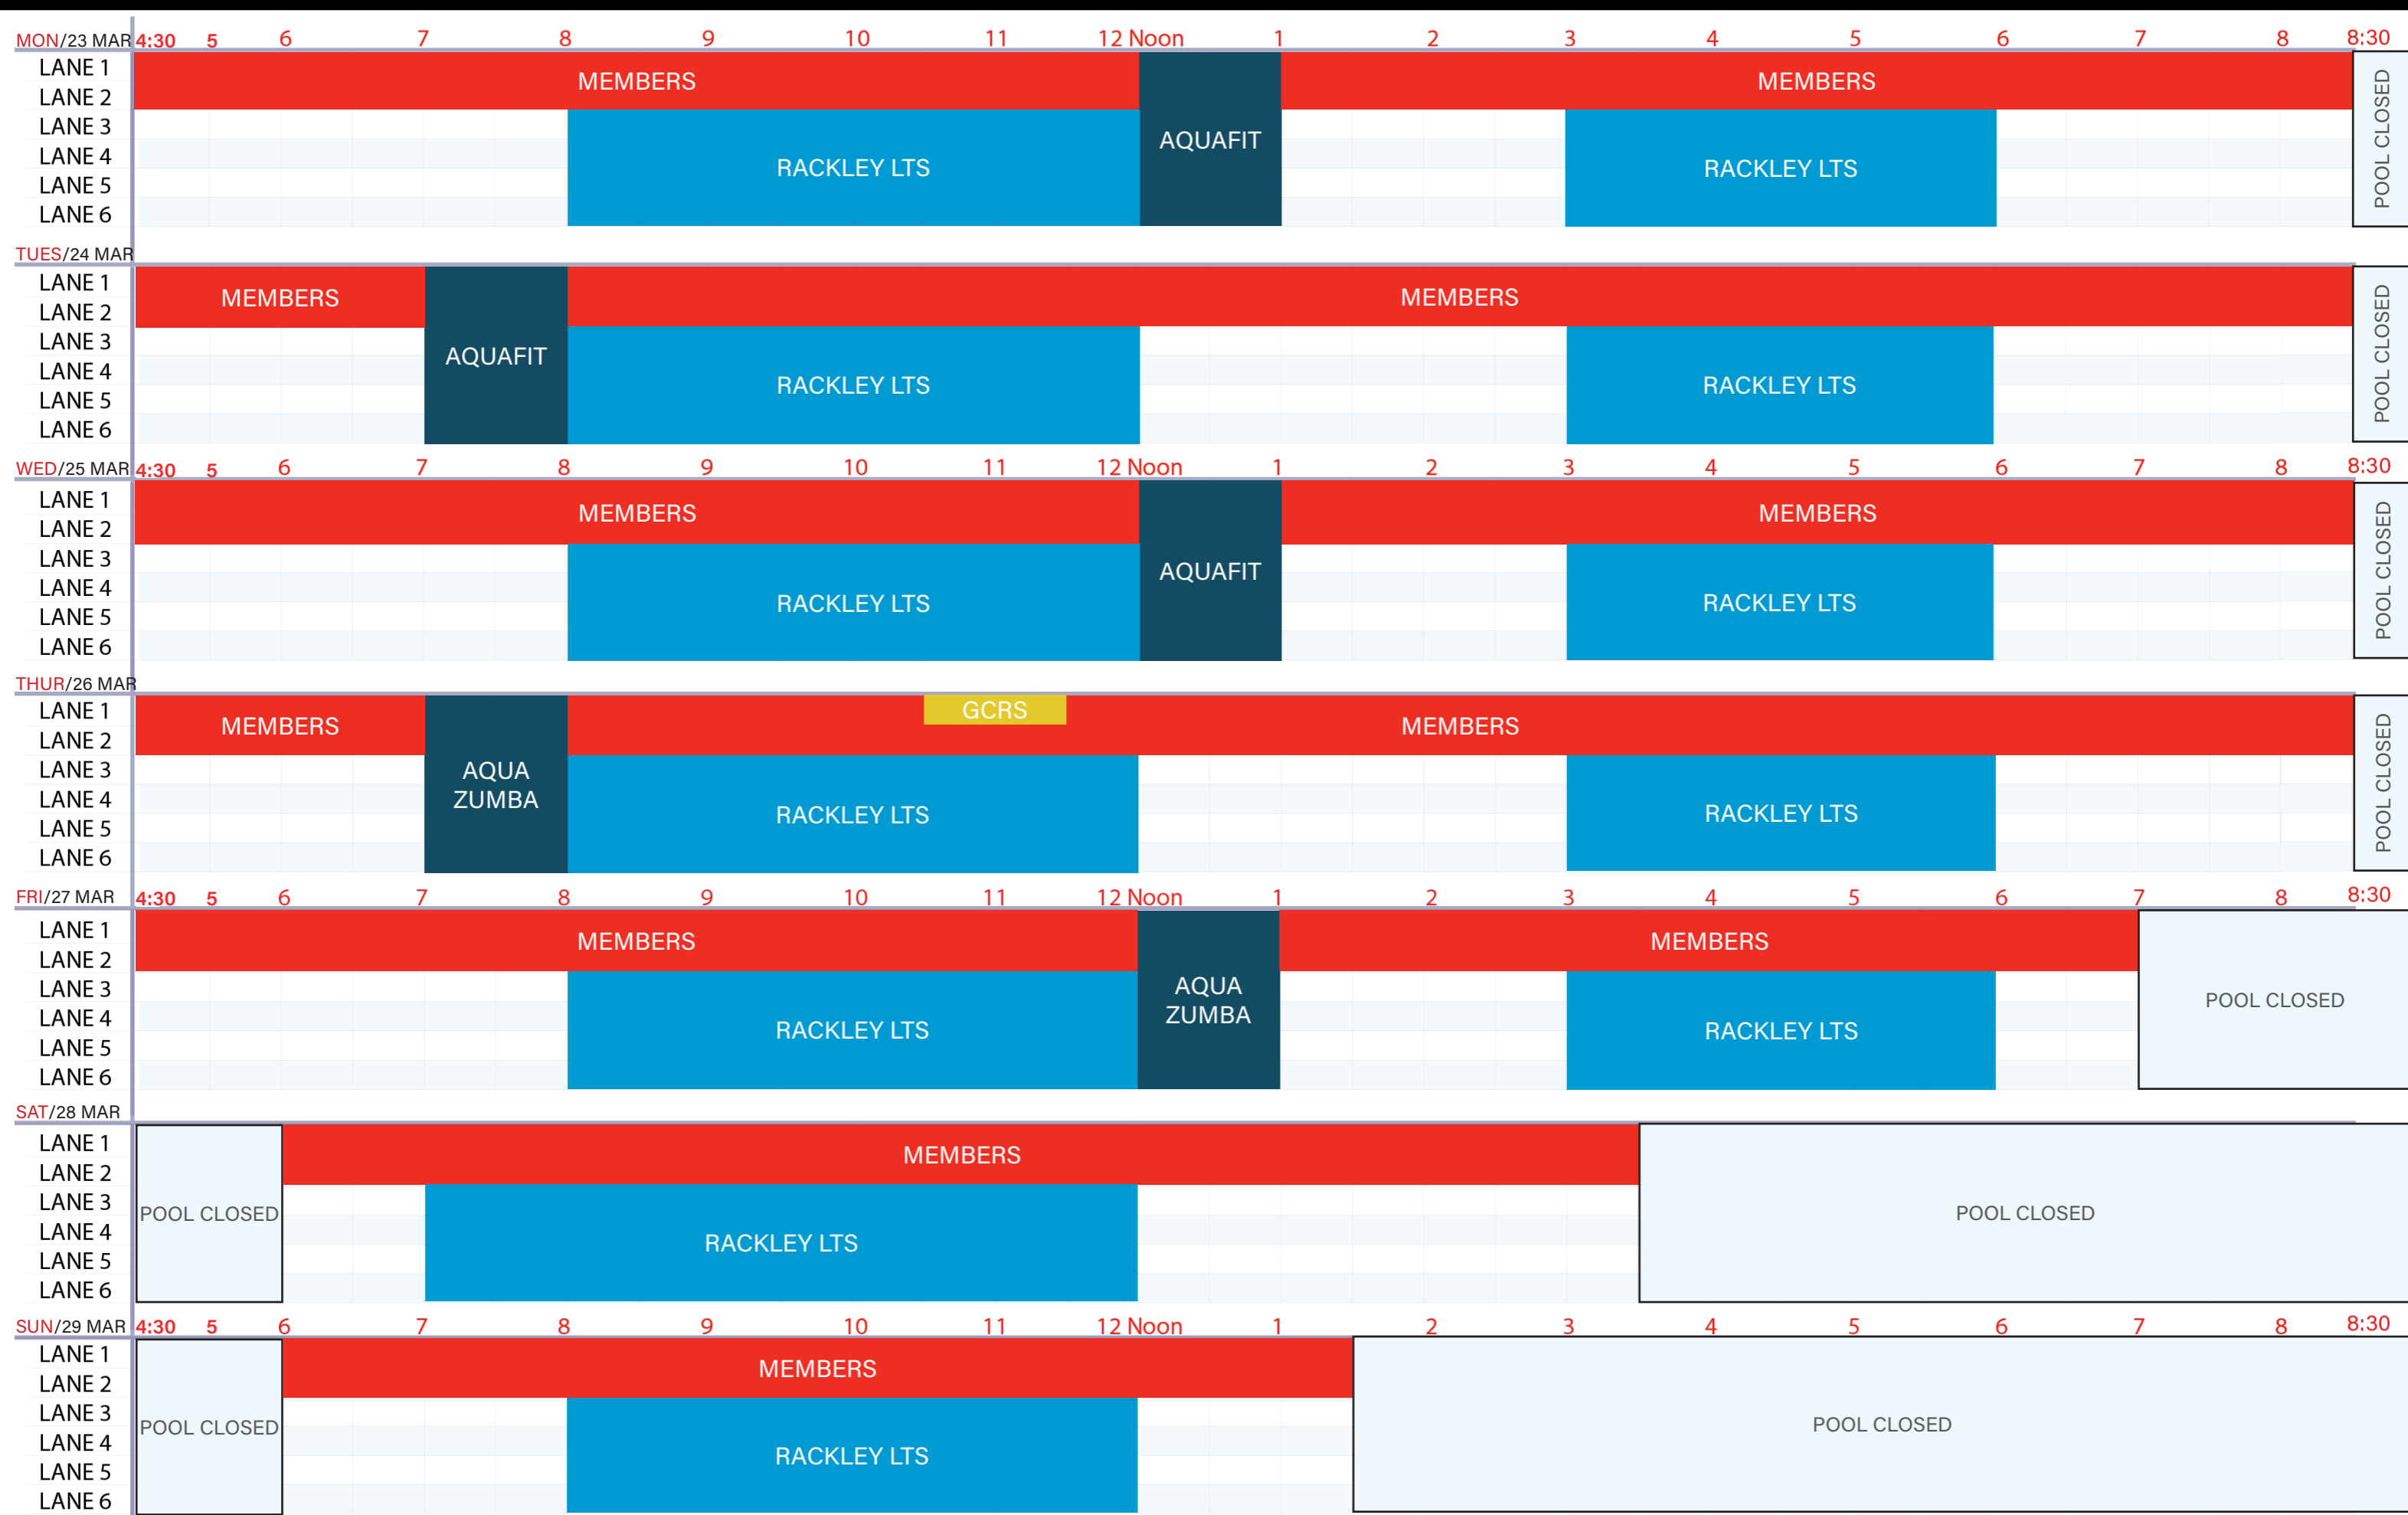 MON/23 MAR 4:30 5 6 7 8 9 10 11 12 Noon 1 2 3 4 5 6 7 8 8:30
LANE 1
LANE 2
LANE 3
LANE 4
LANE 5
LANE 6
MEMBERS
RACKLEY LTS
AQUAFIT
MEMBERS
RACKLEY LTS
POOL CLOSED
TUES/24 MAR
LANE 1
LANE 2
LANE 3
LANE 4
LANE 5
LANE 6
MEMBERS
AQUAFIT
MEMBERS
RACKLEY LTS
RACKLEY LTS
POOL CLOSED
WED/25 MAR 4:30 5 6 7 8 9 10 11 12 Noon 1 2 3 4 5 6 7 8 8:30
LANE 1
LANE 2
LANE 3
LANE 4
LANE 5
LANE 6
MEMBERS
RACKLEY LTS
AQUAFIT
MEMBERS
RACKLEY LTS
POOL CLOSED
THUR/26 MAR
LANE 1
LANE 2
LANE 3
LANE 4
LANE 5
LANE 6
MEMBERS
AQUA
ZUMBA
GCRS
MEMBERS
RACKLEY LTS
RACKLEY LTS
POOL CLOSED
FRI/27 MAR 4:30 5 6 7 8 9 10 11 12 Noon 1 2 3 4 5 6 7 8 8:30
LANE 1
LANE 2
LANE 3
LANE 4
LANE 5
LANE 6
MEMBERS
RACKLEY LTS
AQUA
ZUMBA
MEMBERS
RACKLEY LTS
POOL CLOSED
SAT/28 MAR
LANE 1
LANE 2
LANE 3
LANE 4
LANE 5
LANE 6
POOL CLOSED
MEMBERS
RACKLEY LTS
POOL CLOSED
SUN/29 MAR 4:30 5 6 7 8 9 10 11 12 Noon 1 2 3 4 5 6 7 8 8:30
LANE 1
LANE 2
LANE 3
LANE 4
LANE 5
LANE 6
POOL CLOSED
MEMBERS
RACKLEY LTS
POOL CLOSED